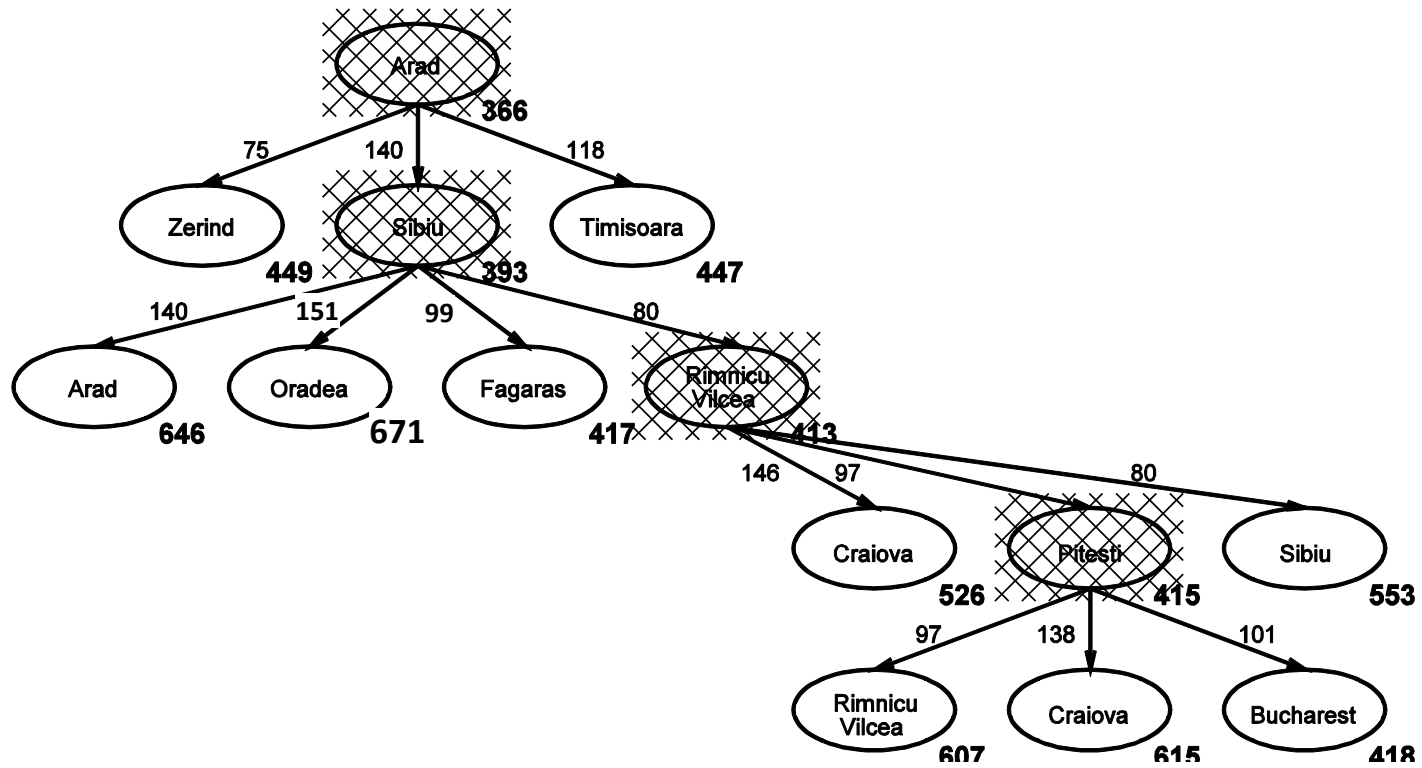 Arad
366
75
140
118
Zerind
Sibiu
Timisoara
449
393
447
140
151
99
80
Arad
Oradea
Fagaras
Rimnicu
Vilcea
646
671
417
413
146
97
80
Craiova
Pitesti
Sibiu
526
415
553
97
138
101
Rimnicu
Vilcea
Craiova
Bucharest
607
615
418